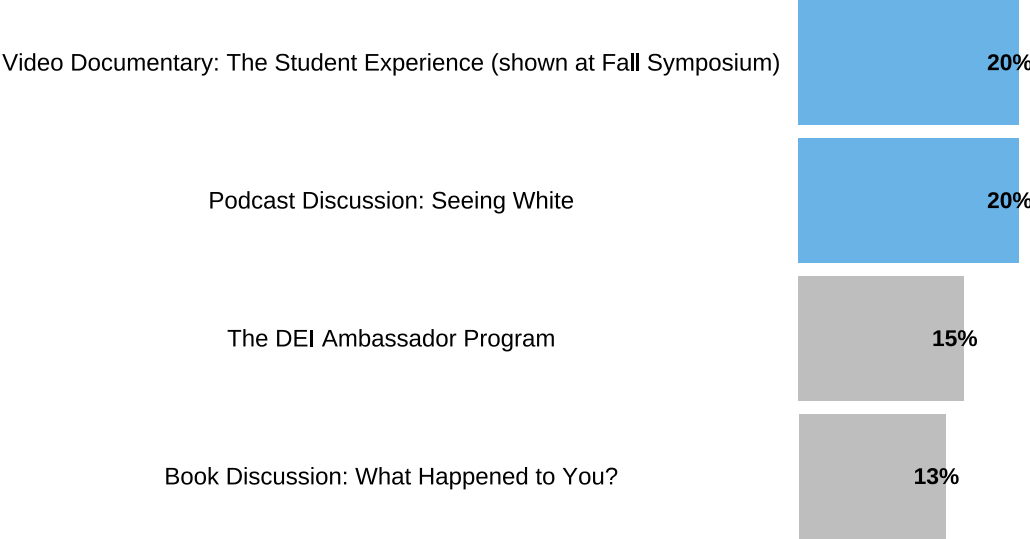 Video Documentary: The Student Experience (shown at Fall Symposium) 20%
Podcast Discussion: Seeing White 20%
The DEI Ambassador Program 15%
Book Discussion: What Happened to You? 13%